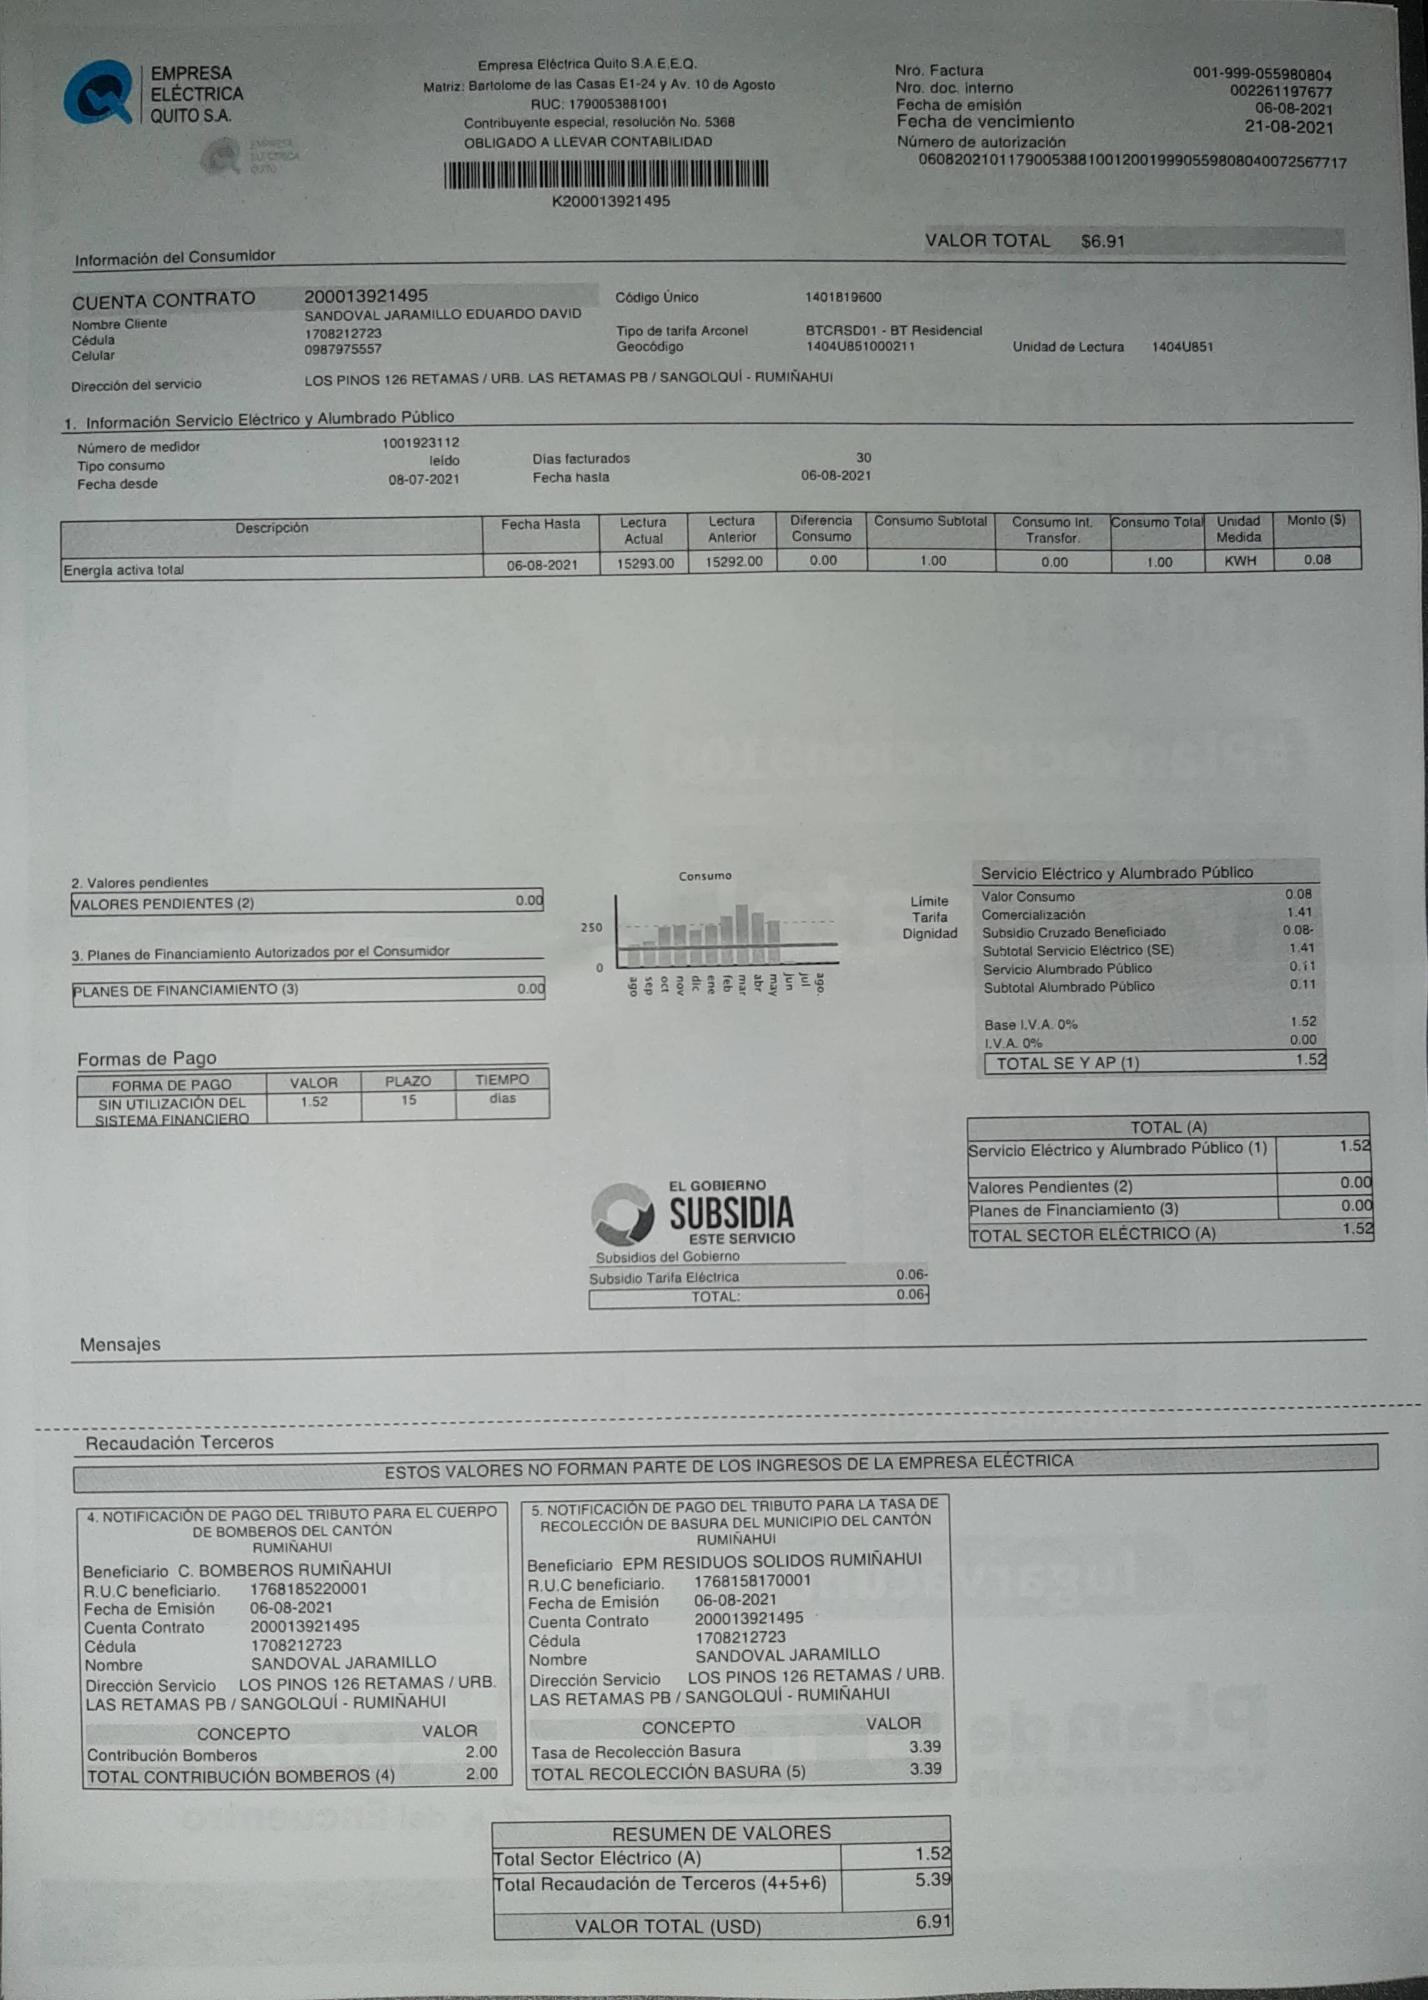 EMPRESA
ELÉCTRICA
QUITO S.A.
EMPRESA
ELÉCTRICA
QUITO
Empresa Eléctrica Quito S.A.E.E.Q.
Matriz: Bartolome de las Casas E1-24 y Av. 10 de Agosto
RUC: 1790053881001
Contribuyente especial, resolución No. 5368
OBLIGADO A LLEVAR CONTABILIDAD
K200013921495
Nro. Factura 001-999-055980804
Nro. doc. interno 002261197677
Fecha de emisión 06-08-2021
Fecha de vencimiento 21-08-2021
Número de autorización
0608202101179005388100120019990559808040072567717
VALOR TOTAL $6.91
Información del Consumidor
CUENTA CONTRATO 200013921495 Código Único 1401819600
Nombre Cliente SANDOVAL JARAMILLO EDUARDO DAVID
Cédula 1708212723 Tipo de tarifa Arconel BTCRSD01 - BT Residencial
Celular 0987975557 Geocódigo 1404U851000211 Unidad de Lectura 1404U851
Dirección del servicio LOS PINOS 126 RETAMAS / URB. LAS RETAMAS PB / SANGOLQUÍ - RUMIÑAHUI
1. Información Servicio Eléctrico y Alumbrado Público
Número de medidor 1001923112
Tipo consumo leído Días facturados 30
Fecha desde 08-07-2021 Fecha hasta 06-08-2021
Descripción Fecha Hasta Lectura Actual Lectura Anterior Diferencia Consumo Consumo Subtotal Consumo Int. Transfor. Consumo Total Unidad Medida Monto ($)
Energía activa total 06-08-2021 15293.00 15292.00 0.00 1.00 0.00 1.00 KWH 0.08
2. Valores pendientes
VALORES PENDIENTES (2) 0.00
3. Planes de Financiamiento Autorizados por el Consumidor
PLANES DE FINANCIAMIENTO (3) 0.00
Formas de Pago
FORMA DE PAGO VALOR PLAZO TIEMPO
SIN UTILIZACIÓN DEL 1.52 15 días
SISTEMA FINANCIERO
Consumo
250
0
ago sep oct nov dic ene feb mar abr may jun jul ago.
Límite
Tarifa
Dignidad
Servicio Eléctrico y Alumbrado Público
Valor Consumo 0.08
Comercialización 1.41
Subsidio Cruzado Beneficiado 0.08-
Subtotal Servicio Eléctrico (SE) 1.41
Servicio Alumbrado Público 0.11
Subtotal Alumbrado Público 0.11
Base I.V.A. 0% 1.52
I.V.A. 0% 0.00
TOTAL SE Y AP (1) 1.52
TOTAL (A)
Servicio Eléctrico y Alumbrado Público (1) 1.52
Valores Pendientes (2) 0.00
Planes de Financiamiento (3) 0.00
TOTAL SECTOR ELÉCTRICO (A) 1.52
EL GOBIERNO
SUBSIDIA
ESTE SERVICIO
Subsidios del Gobierno
Subsidio Tarifa Eléctrica 0.06-
TOTAL: 0.06-
Mensajes
Recaudación Terceros
ESTOS VALORES NO FORMAN PARTE DE LOS INGRESOS DE LA EMPRESA ELÉCTRICA
4. NOTIFICACIÓN DE PAGO DEL TRIBUTO PARA EL CUERPO
DE BOMBEROS DEL CANTÓN
RUMIÑAHUI
Beneficiario C. BOMBEROS RUMIÑAHUI
R.U.C beneficiario. 1768185220001
Fecha de Emisión 06-08-2021
Cuenta Contrato 200013921495
Cédula 1708212723
Nombre SANDOVAL JARAMILLO
Dirección Servicio LOS PINOS 126 RETAMAS / URB.
LAS RETAMAS PB / SANGOLQUÍ - RUMIÑAHUI
CONCEPTO VALOR
Contribución Bomberos 2.00
TOTAL CONTRIBUCIÓN BOMBEROS (4) 2.00
5. NOTIFICACIÓN DE PAGO DEL TRIBUTO PARA LA TASA DE
RECOLECCIÓN DE BASURA DEL MUNICIPIO DEL CANTÓN
RUMIÑAHUI
Beneficiario EPM RESIDUOS SOLIDOS RUMIÑAHUI
R.U.C beneficiario. 1768158170001
Fecha de Emisión 06-08-2021
Cuenta Contrato 200013921495
Cédula 1708212723
Nombre SANDOVAL JARAMILLO
Dirección Servicio LOS PINOS 126 RETAMAS / URB.
LAS RETAMAS PB / SANGOLQUÍ - RUMIÑAHUI
CONCEPTO VALOR
Tasa de Recolección Basura 3.39
TOTAL RECOLECCIÓN BASURA (5) 3.39
RESUMEN DE VALORES
Total Sector Eléctrico (A) 1.52
Total Recaudación de Terceros (4+5+6) 5.39
VALOR TOTAL (USD) 6.91